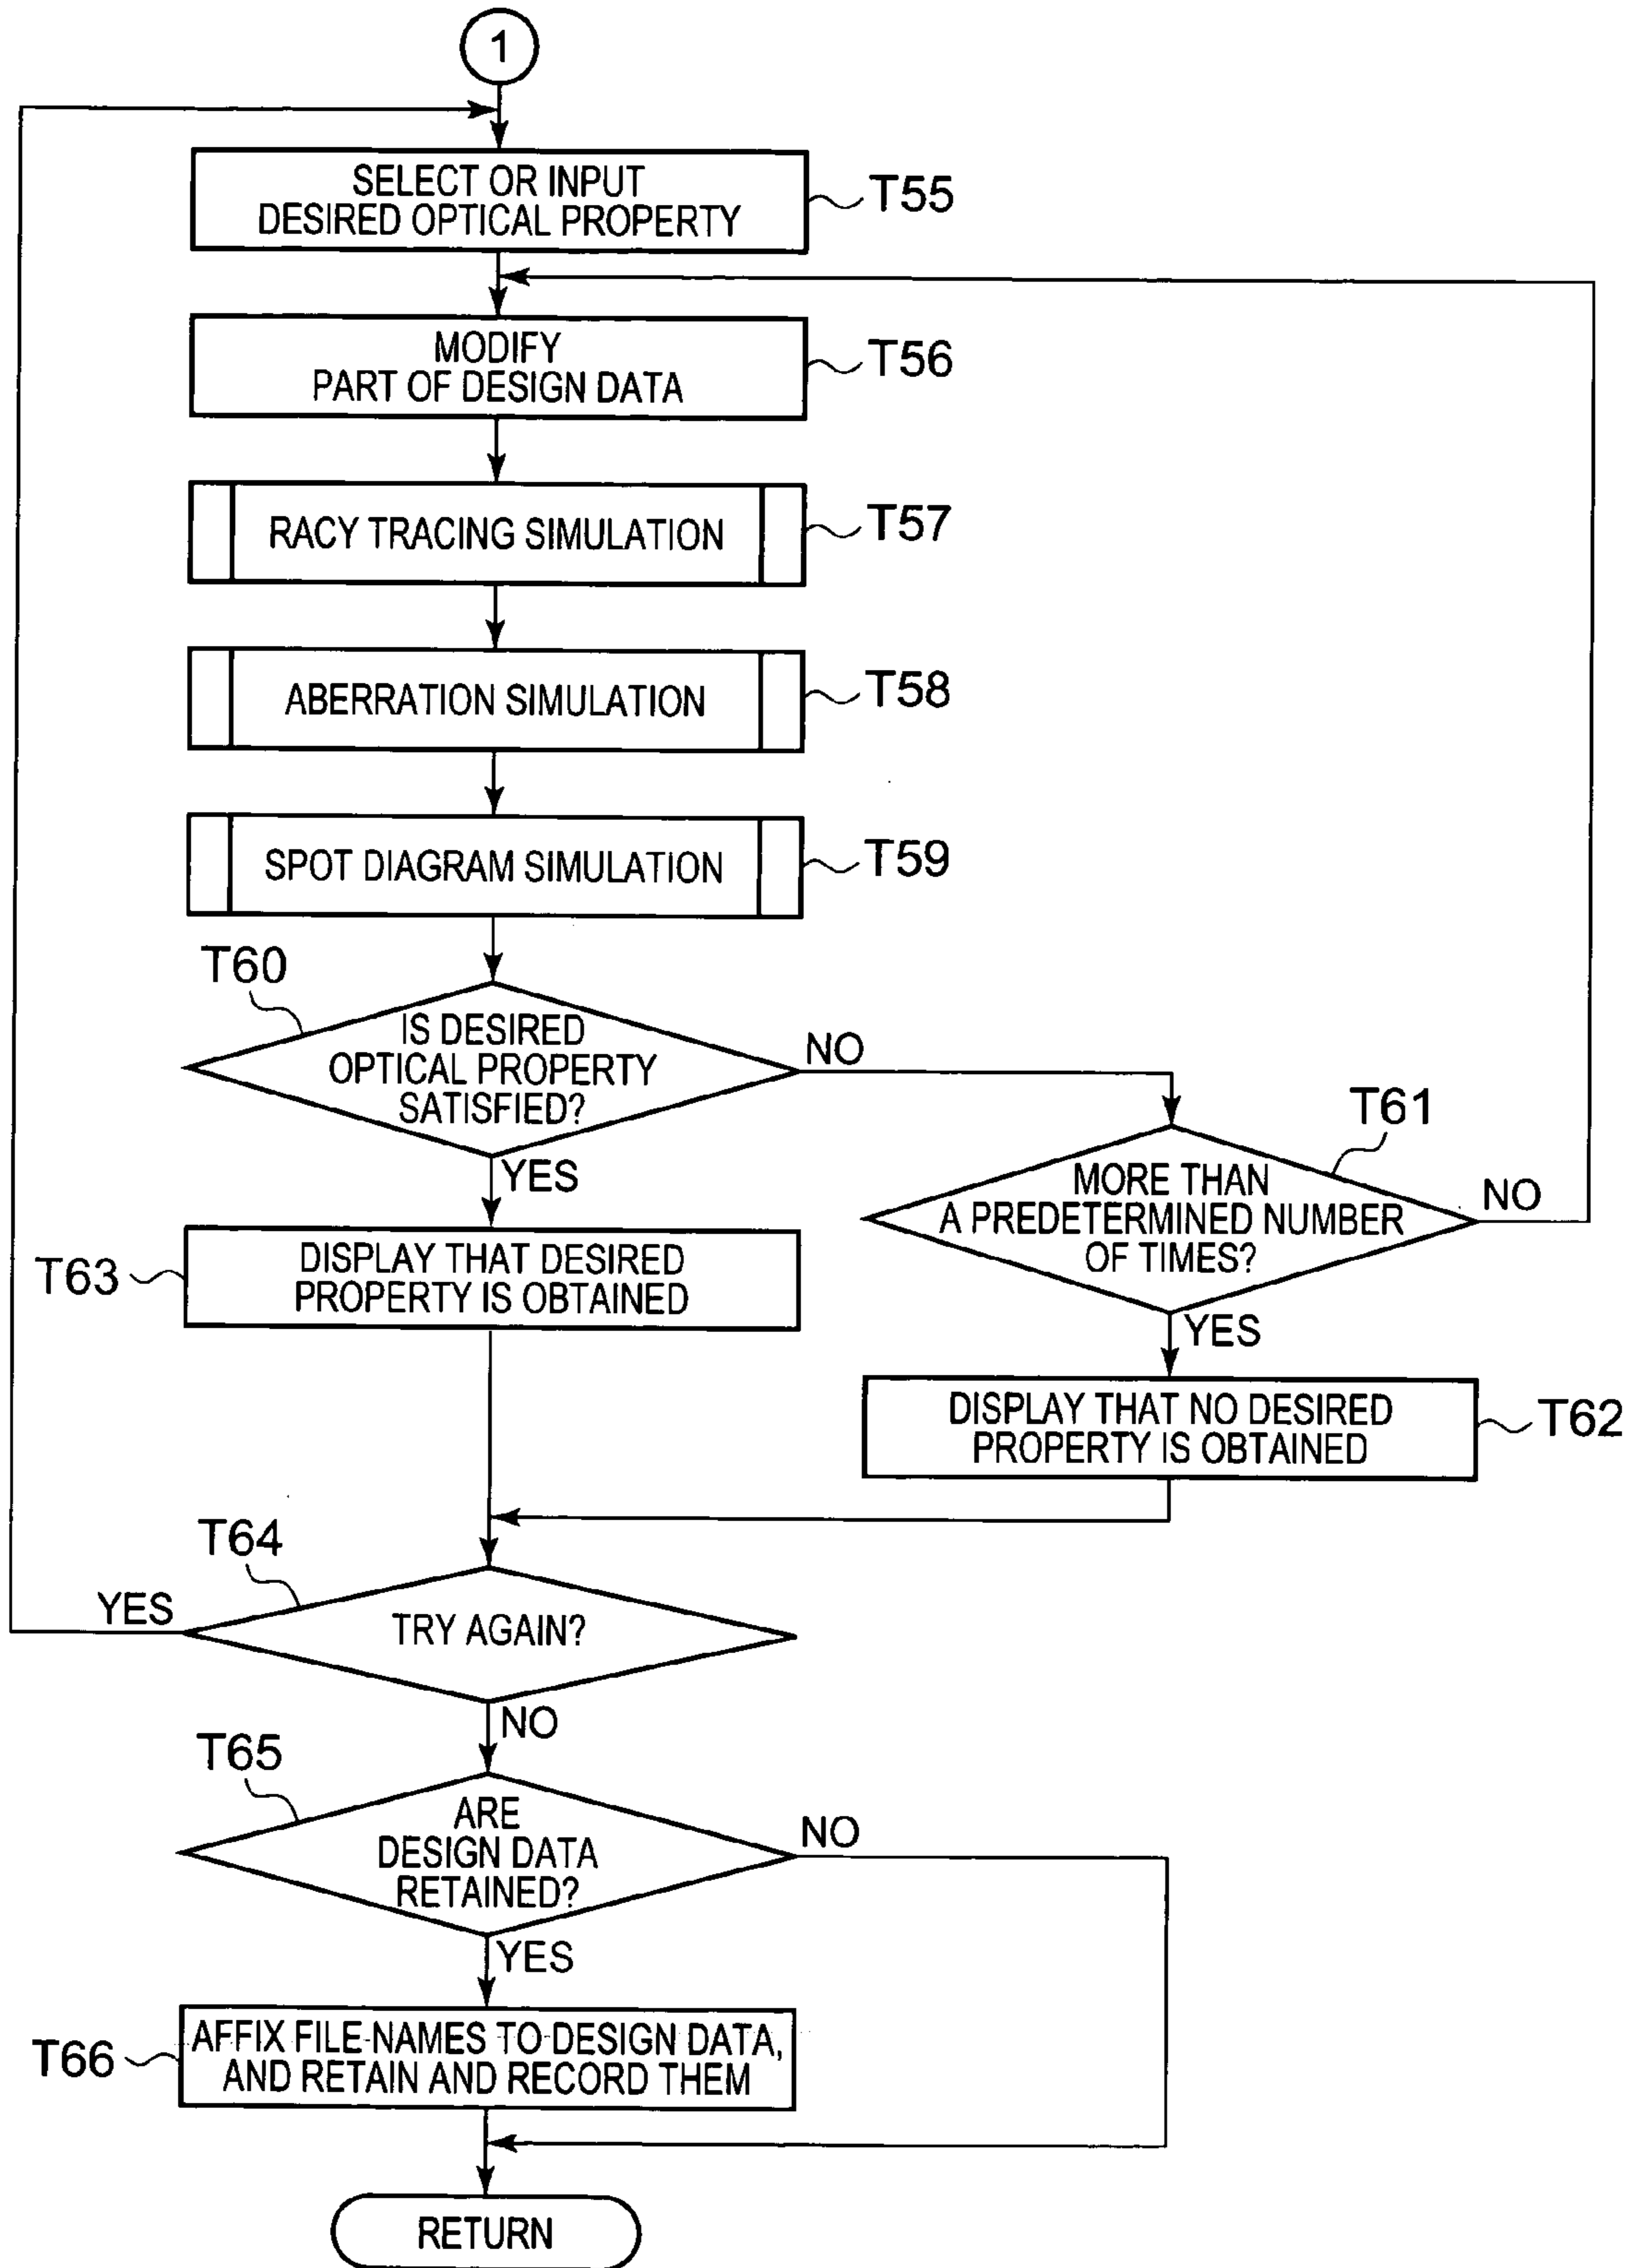 1
SELECT OR INPUT
DESIRED OPTICAL PROPERTY
T55
MODIFY
PART OF DESIGN DATA
T56
RACY TRACING SIMULATION
T57
ABERRATION SIMULATION
T58
SPOT DIAGRAM SIMULATION
T59
T60
IS DESIRED
OPTICAL PROPERTY
SATISFIED?
NO
YES
T61
MORE THAN
A PREDETERMINED NUMBER
OF TIMES?
NO
YES
T63
DISPLAY THAT DESIRED
PROPERTY IS OBTAINED
DISPLAY THAT NO DESIRED
PROPERTY IS OBTAINED
T62
T64
YES
TRY AGAIN?
NO
T65
ARE
DESIGN DATA
RETAINED?
NO
YES
T66
AFFIX FILE-NAMES TO DESIGN DATA,
AND RETAIN AND RECORD THEM
RETURN